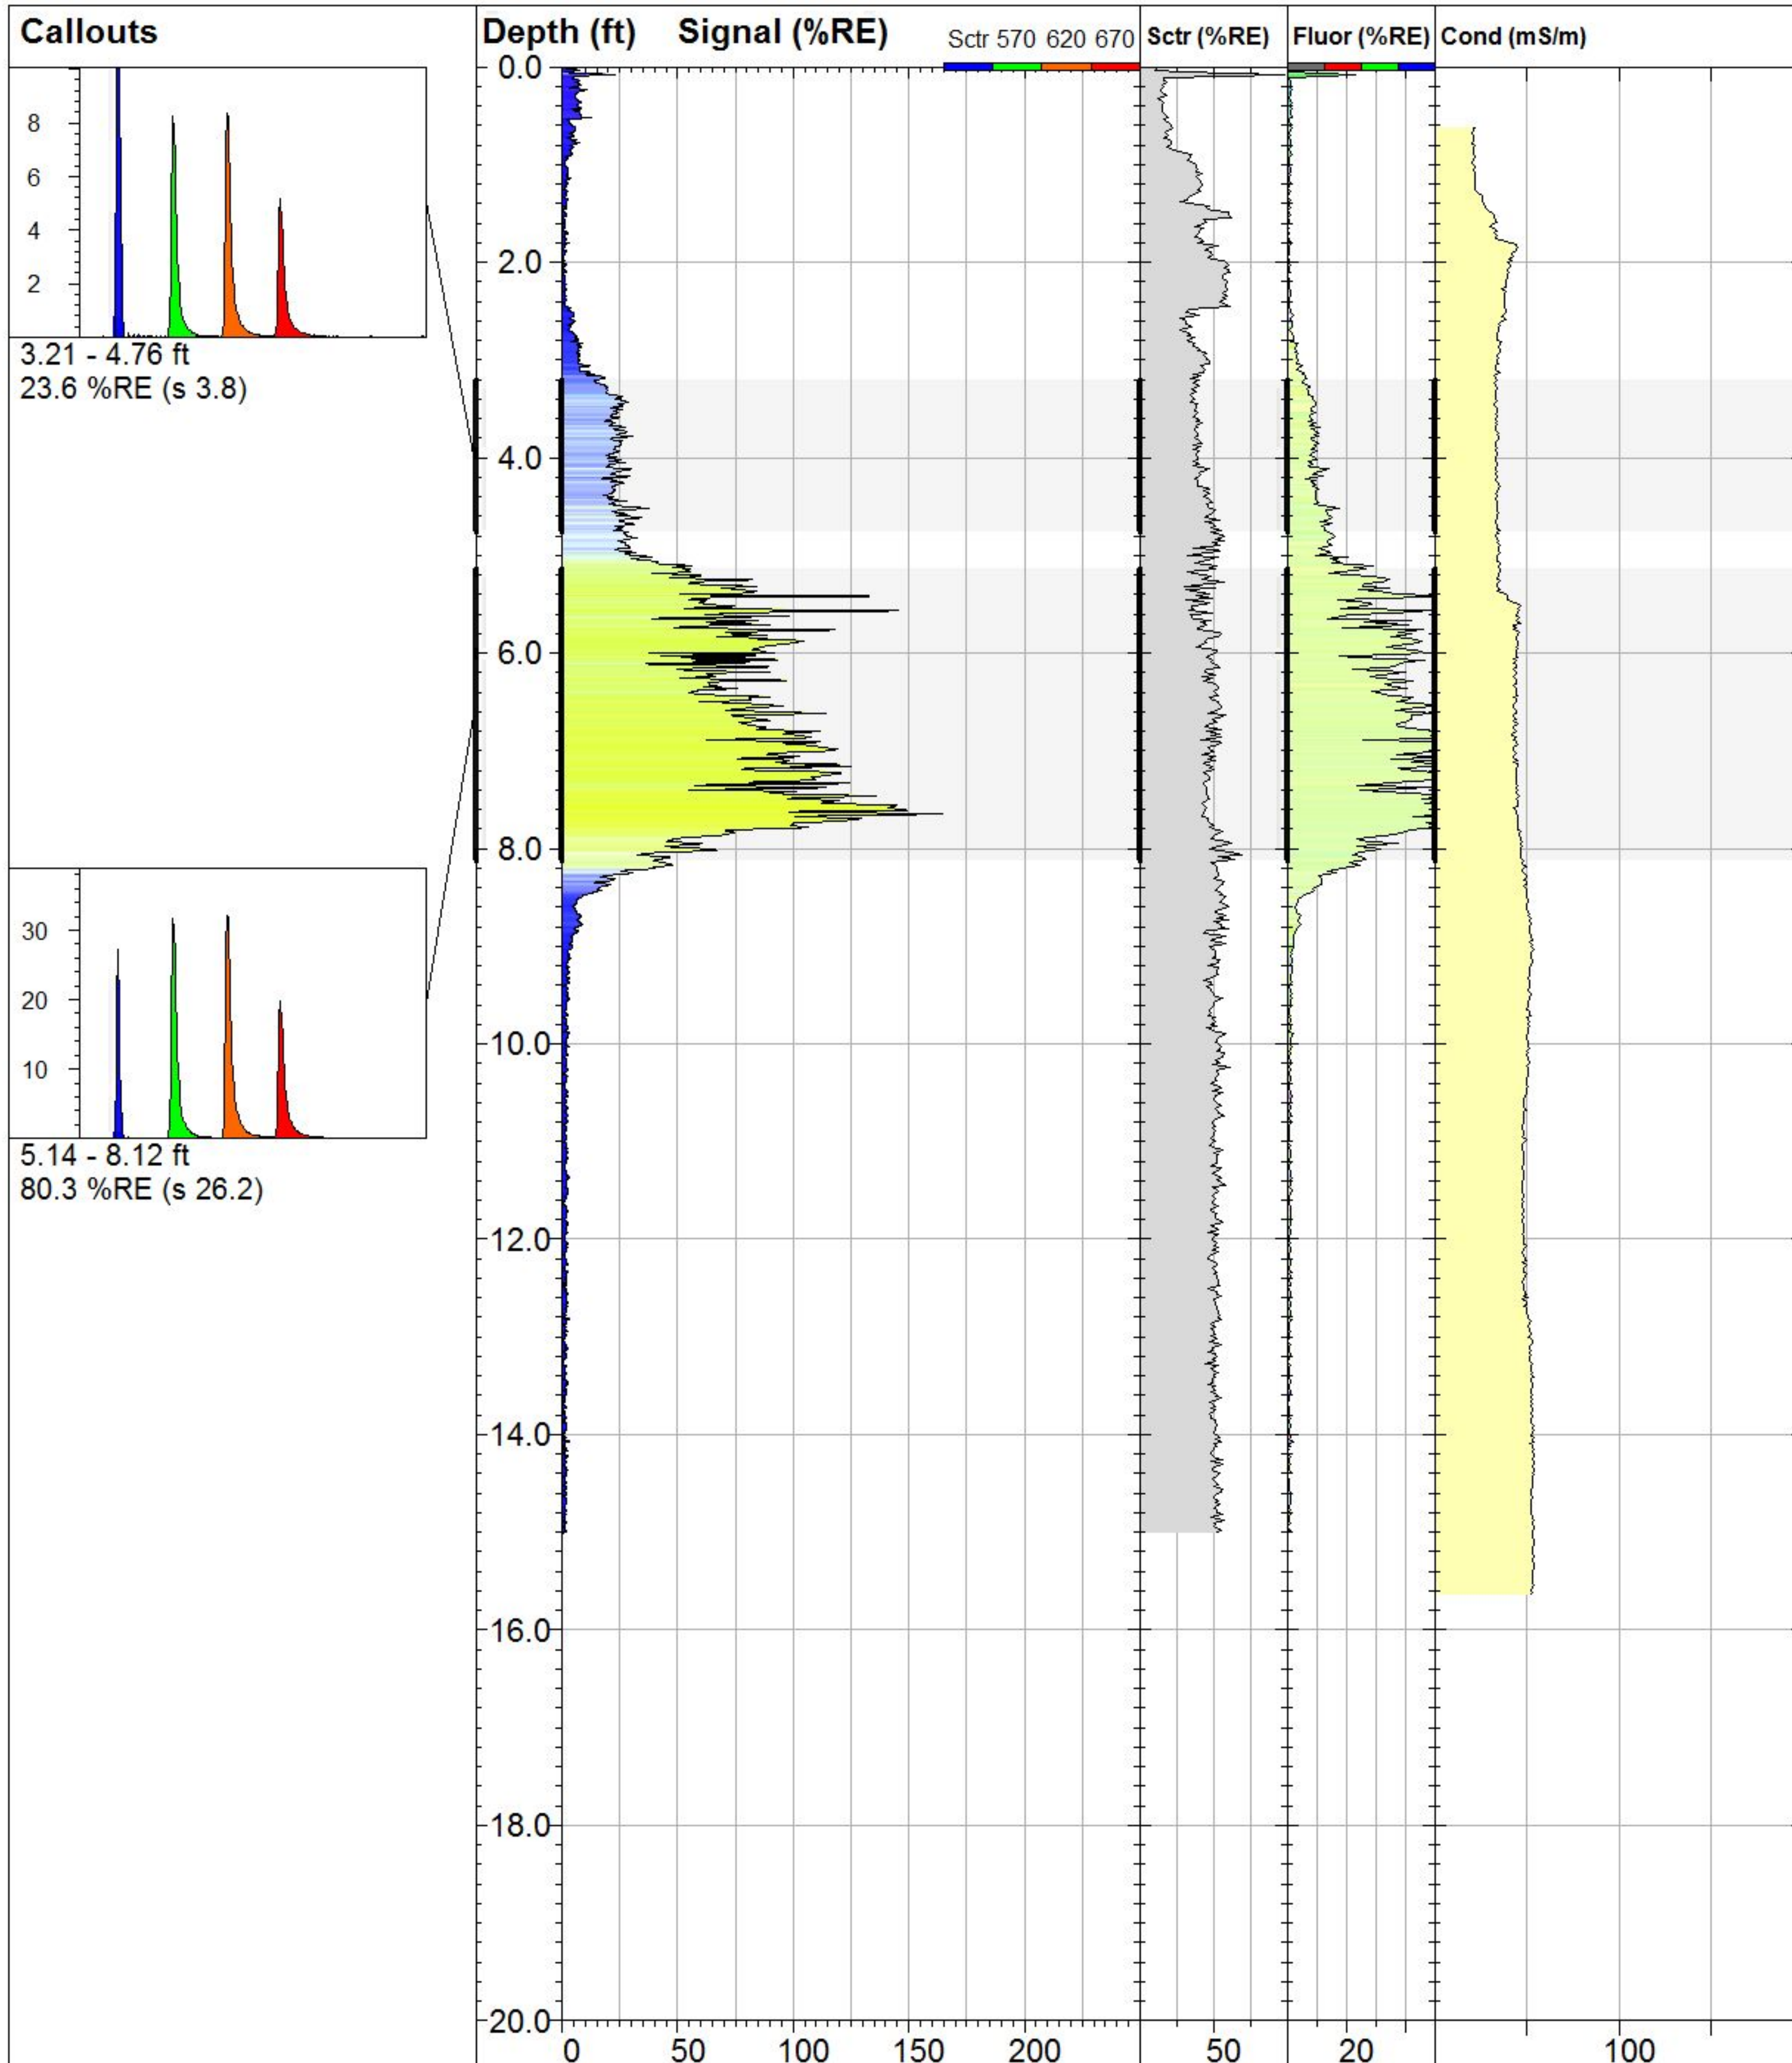 Callouts
Depth (ft) Signal (%RE) Sctr 570 620 670 Sctr (%RE) Fluor (%RE) Cond (mS/m)
8
6
4
2
3.21 - 4.76 ft
23.6 %RE (s 3.8)
30
20
10
5.14 - 8.12 ft
80.3 %RE (s 26.2)
0.0
2.0
4.0
6.0
8.0
10.0
12.0
14.0
16.0
18.0
20.0
0 50 100 150 200 50 20 100